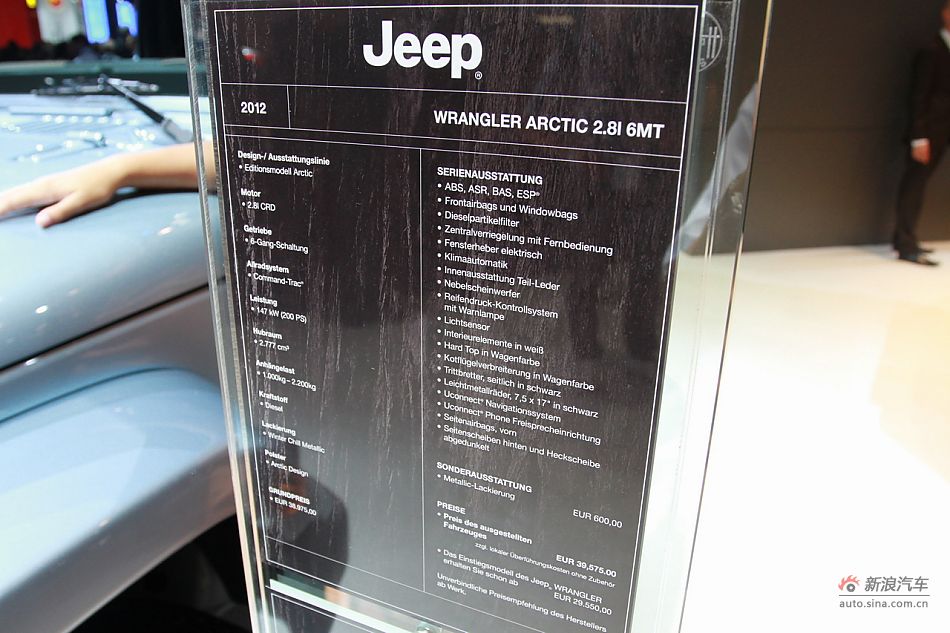 Jeep®
2012
WRANGLER ARCTIC 2.8l 6MT
Design-/ Ausstattungslinie
• Editionsmodell Arctic
Motor
• 2.8l CRD
Getriebe
• 6-Gang-Schaltung
Allradsystem
• Command-Trac®
Leistung
• 147 kW (200 PS)
Hubraum
• 2.777 cm³
Anhängelast
• 1.000kg – 2.200kg
Kraftstoff
• Diesel
Lackierung
• Winter Chill Metallic
Polster
• Arctic Design
GRUNDPREIS
• EUR 38.975,00
SERIENAUSSTATTUNG
• ABS, ASR, BAS, ESP®
• Frontairbags und Windowbags
• Dieselpartikelfilter
• Zentralverriegelung mit Fernbedienung
• Fensterheber elektrisch
• Klimaautomatik
• Innenausstattung Teil-Leder
• Nebelscheinwerfer
• Reifendruck-Kontrollsystem
mit Warnlampe
• Lichtsensor
• Interieurelemente in weiß
• Hard Top in Wagenfarbe
• Kotflügelverbreiterung in Wagenfarbe
• Trittbretter, seitlich in schwarz
• Leichtmetallräder, 7,5 x 17" in schwarz
• Uconnect® Navigationssystem
• Uconnect® Phone Freisprecheinrichtung
• Seitenairbags, vorn
• Seitenscheiben hinten und Heckscheibe
abgedunkelt
SONDERAUSSTATTUNG
• Metallic-Lackierung
EUR 600,00
PREISE
• Preis des ausgestellten
Fahrzeuges
EUR 39,575.00
zzgl. lokaler Überführungskosten ohne Zubehör
• Das Einstiegsmodell des Jeep® WRANGLER
erhalten Sie schon ab
EUR 29.550,00
Unverbindliche Preisempfehlung des Herstellers
ab Werk.
新浪汽车
auto.sina.com.cn